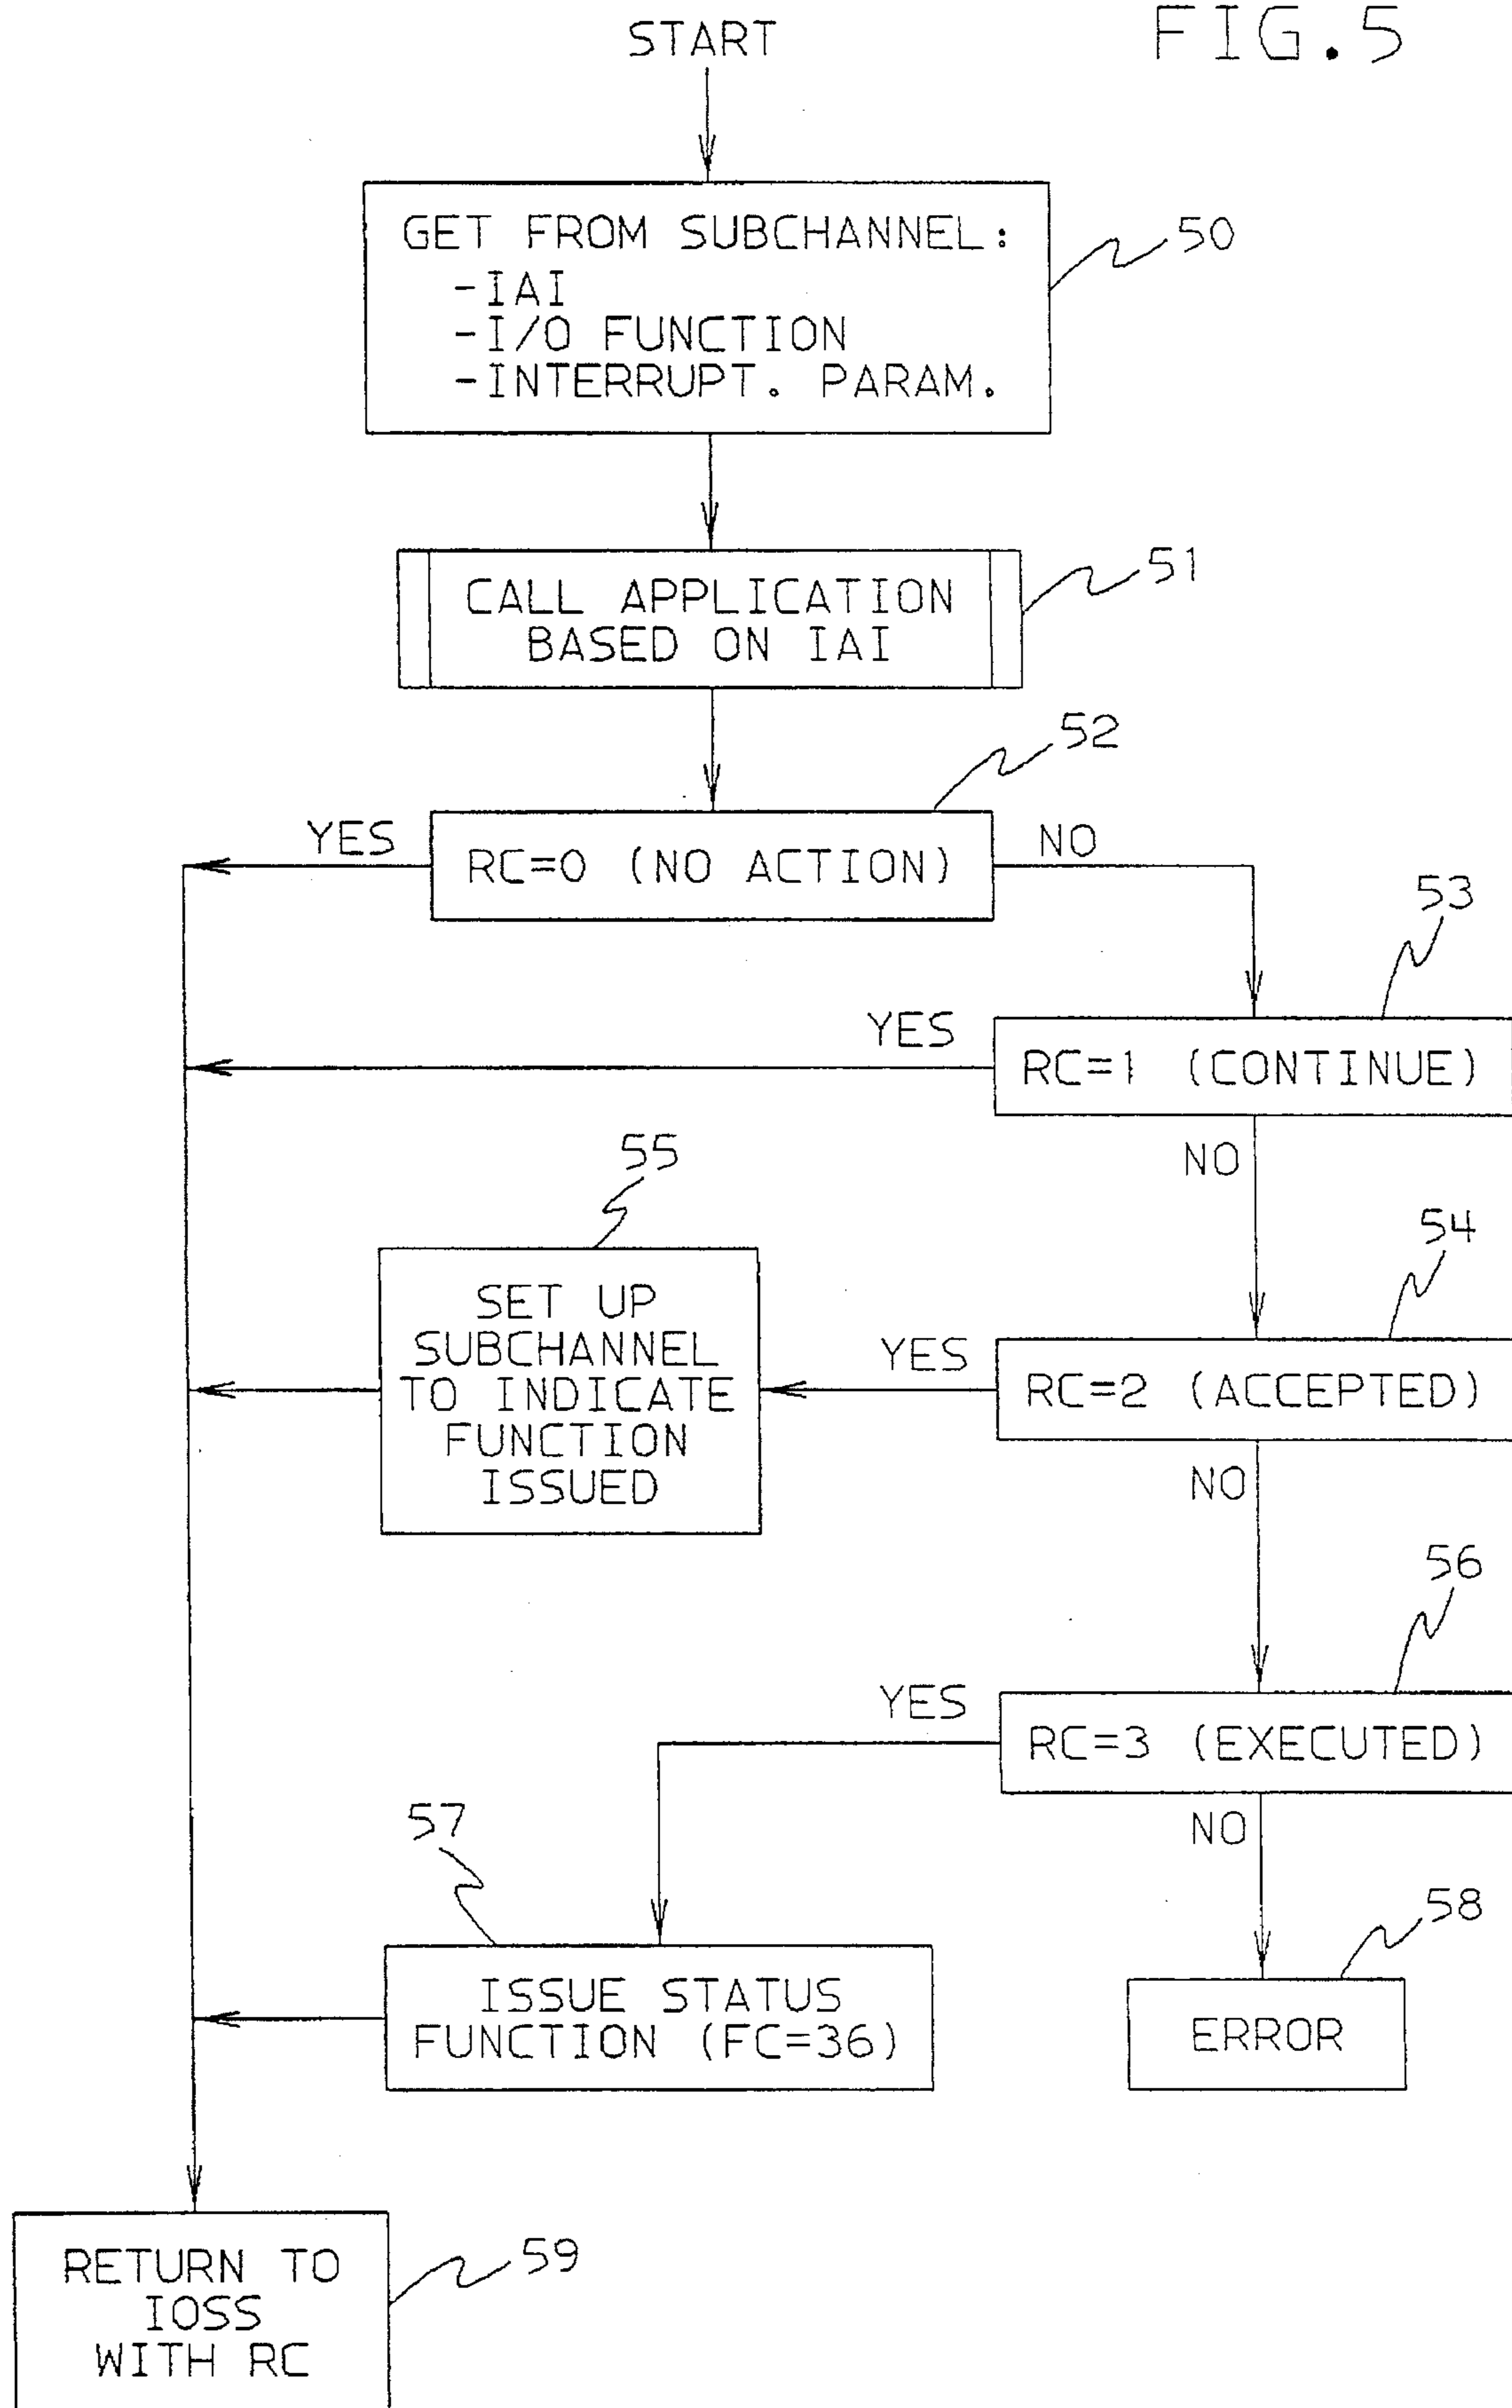 FIG.5
START
GET FROM SUBCHANNEL:
-IAI
-I/O FUNCTION
-INTERRUPT. PARAM.
50
CALL APPLICATION
BASED ON IAI
51
52
YES
RC=0 (NO ACTION)
NO
53
YES
RC=1 (CONTINUE)
NO
55
54
SET UP
SUBCHANNEL
TO INDICATE
FUNCTION
ISSUED
YES
RC=2 (ACCEPTED)
NO
56
YES
RC=3 (EXECUTED)
NO
57
58
ISSUE STATUS
FUNCTION (FC=36)
ERROR
RETURN TO
IOSS
WITH RC
59